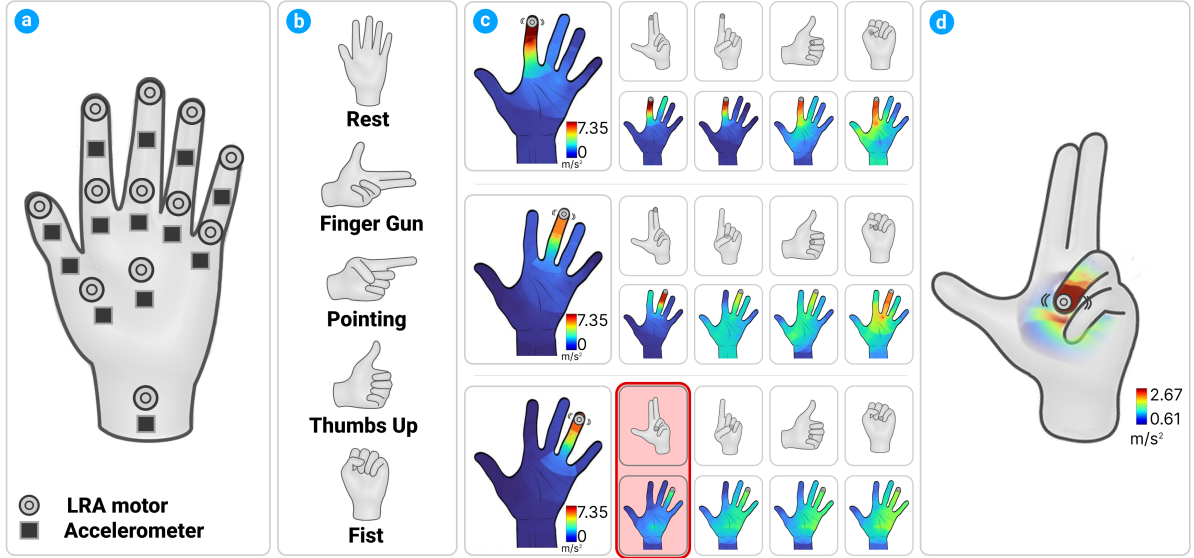 a
LRA motor
Accelerometer
b
Rest
Finger Gun
Pointing
Thumbs Up
Fist
c
7.35
0
m/s²
7.35
0
m/s²
7.35
0
m/s²
d
2.67
0.61
m/s²